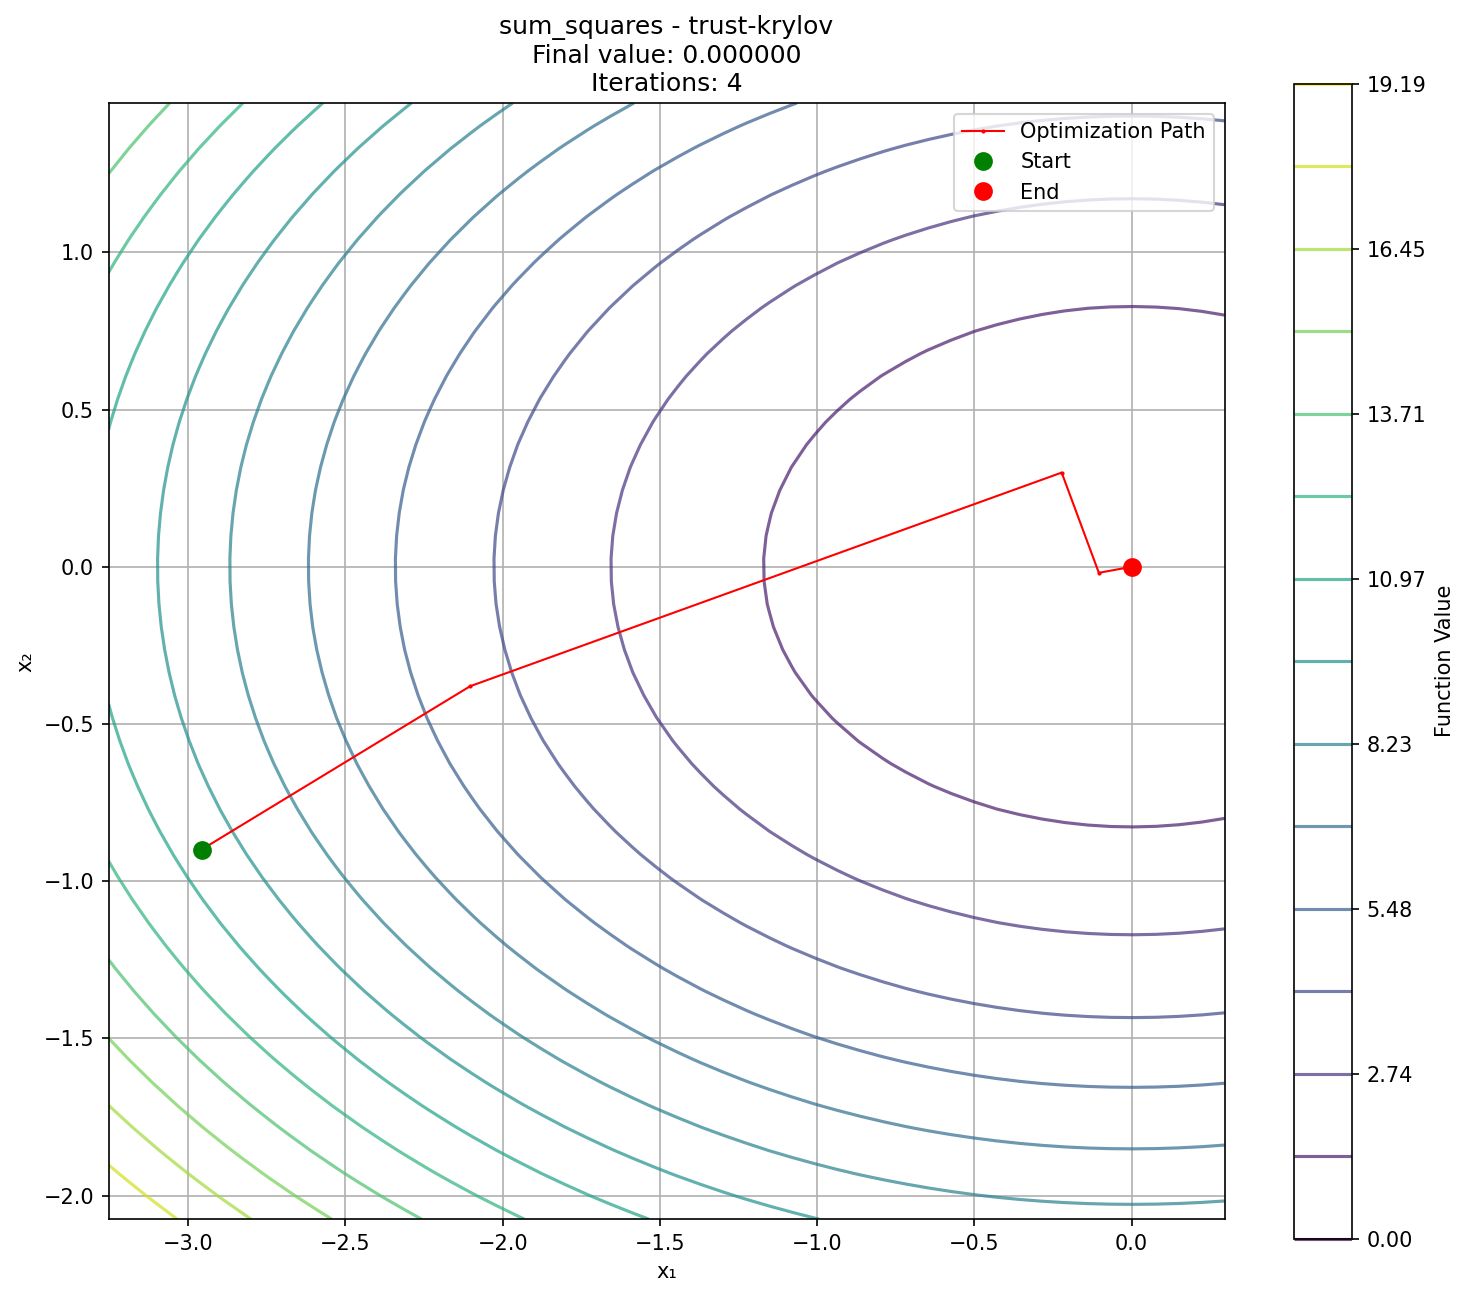 sum_squares - trust-krylov
Final value: 0.000000
Iterations: 4
Optimization Path
Start
End
1.0
0.5
0.0
−0.5
−1.0
−1.5
−2.0
x₂
−3.0
−2.5
−2.0
−1.5
−1.0
−0.5
0.0
x₁
19.19
16.45
13.71
10.97
8.23
5.48
2.74
0.00
Function Value